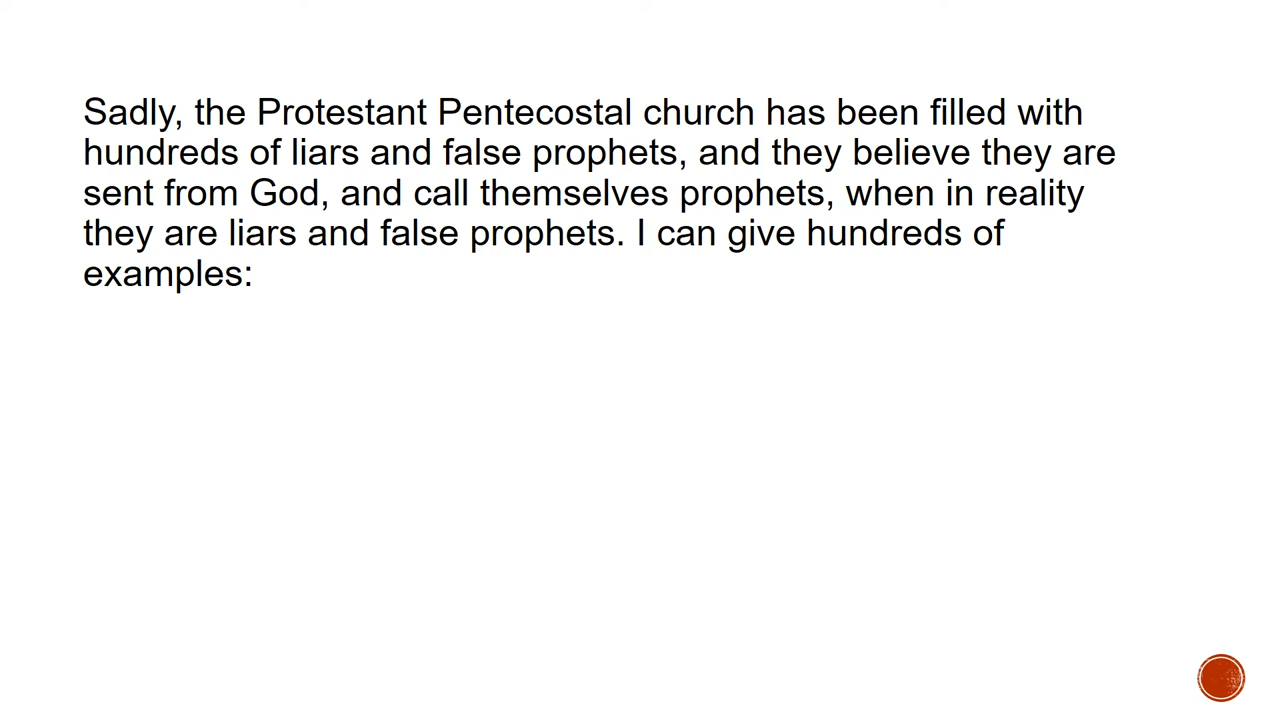 Sadly, the Protestant Pentecostal church has been filled with
hundreds of liars and false prophets, and they believe they are
sent from God, and call themselves prophets, when in reality
they are liars and false prophets. I can give hundreds of
examples: